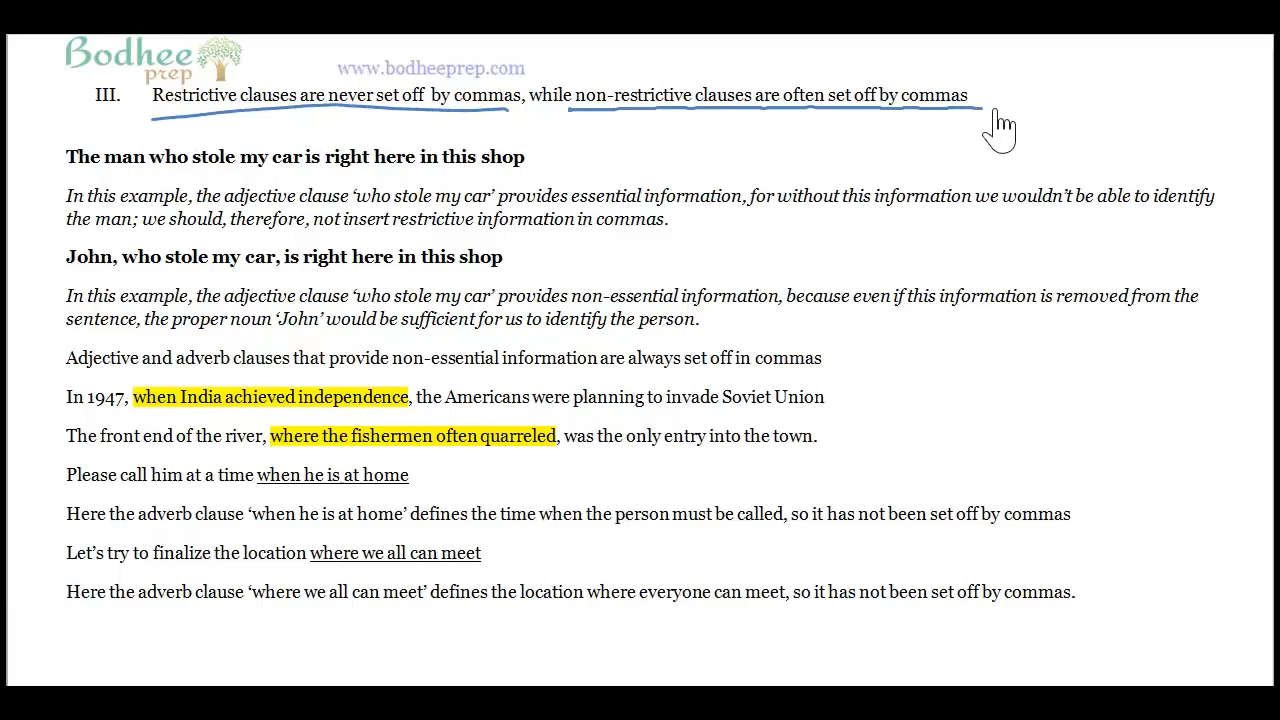 Bodhee
prep
www.bodheeprep.com
III. Restrictive clauses are never set off by commas, while non-restrictive clauses are often set off by commas
The man who stole my car is right here in this shop
In this example, the adjective clause ‘who stole my car’ provides essential information, for without this information we wouldn’t be able to identify
the man; we should, therefore, not insert restrictive information in commas.
John, who stole my car, is right here in this shop
In this example, the adjective clause ‘who stole my car’ provides non-essential information, because even if this information is removed from the
sentence, the proper noun ‘John’ would be sufficient for us to identify the person.
Adjective and adverb clauses that provide non-essential information are always set off in commas
In 1947, when India achieved independence, the Americans were planning to invade Soviet Union
The front end of the river, where the fishermen often quarreled, was the only entry into the town.
Please call him at a time when he is at home
Here the adverb clause ‘when he is at home’ defines the time when the person must be called, so it has not been set off by commas
Let’s try to finalize the location where we all can meet
Here the adverb clause ‘where we all can meet’ defines the location where everyone can meet, so it has not been set off by commas.